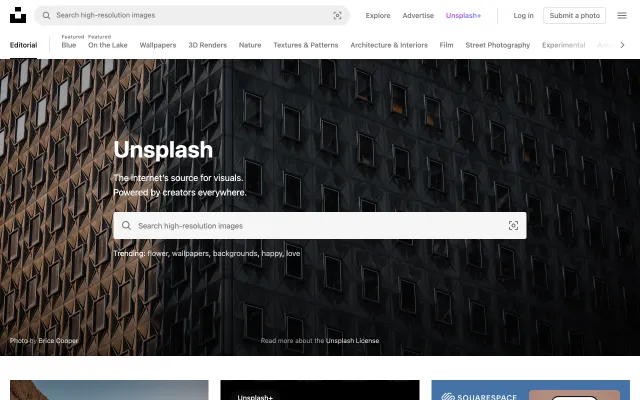 Search high-resolution images
Explore Advertise Unsplash+ Log in Submit a photo
Featured Featured
Editorial Blue On the Lake Wallpapers 3D Renders Nature Textures & Patterns Architecture & Interiors Film Street Photography Experimental
Unsplash
The internet's source for visuals.
Powered by creators everywhere.
Search high-resolution images
Trending: flower, wallpapers, backgrounds, happy, love
Photo by Brice Cooper Read more about the Unsplash License
Unsplash+
SQUARESPACE